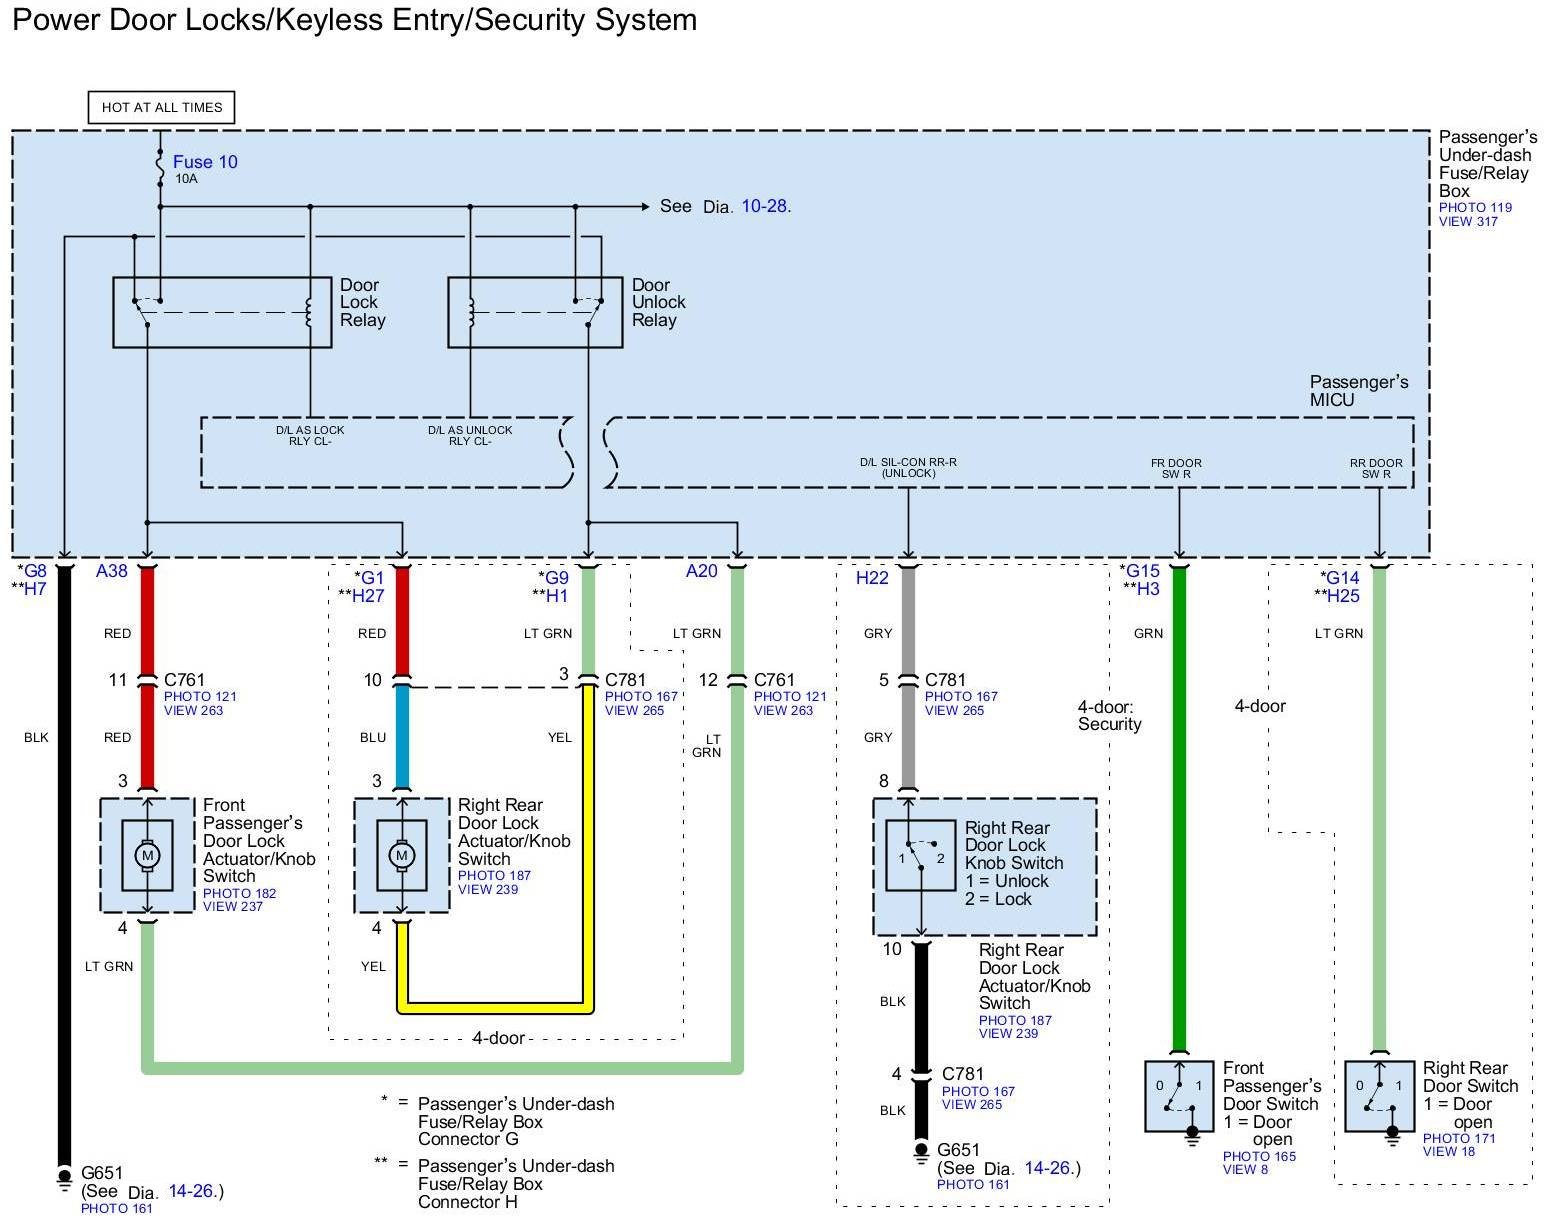 Power Door Locks/Keyless Entry/Security System
HOT AT ALL TIMES
Fuse 10
10A
See Dia. 10-28.
Passenger's
Under-dash
Fuse/Relay
Box
PHOTO 119
VIEW 317
Door
Lock
Relay
Door
Unlock
Relay
Passenger's
MICU
D/L AS LOCK
RLY CL-
D/L AS UNLOCK
RLY CL-
D/L SIL-CON RR-R
(UNLOCK)
FR DOOR
SW R
RR DOOR
SW R
*G8
**H7
A38
*G1
**H27
*G9
**H1
A20
H22
*G15
**H3
*G14
**H25
RED
RED
LT GRN
LT GRN
GRY
GRN
LT GRN
11
C761
PHOTO 121
VIEW 263
10
3
C781
PHOTO 167
VIEW 265
12
C761
PHOTO 121
VIEW 263
5
C781
PHOTO 167
VIEW 265
4-door:
Security
4-door
BLK
RED
BLU
YEL
LT
GRN
GRY
3
3
8
Front
Passenger's
Door Lock
Actuator/Knob
Switch
PHOTO 182
VIEW 237
M
Right Rear
Door Lock
Actuator/Knob
Switch
PHOTO 187
VIEW 239
M
1
2
Right Rear
Door Lock
Knob Switch
1 = Unlock
2 = Lock
4
4
10
LT GRN
YEL
BLK
Right Rear
Door Lock
Actuator/Knob
Switch
PHOTO 187
VIEW 239
4-door
4
C781
PHOTO 167
VIEW 265
BLK
G651
(See Dia. 14-26.)
PHOTO 161
0
1
Front
Passenger's
Door Switch
1 = Door
open
PHOTO 165
VIEW 8
0
1
Right Rear
Door Switch
1 = Door
open
PHOTO 171
VIEW 18
* = Passenger's Under-dash
Fuse/Relay Box
Connector G
** = Passenger's Under-dash
Fuse/Relay Box
Connector H
G651
(See Dia. 14-26.)
PHOTO 161